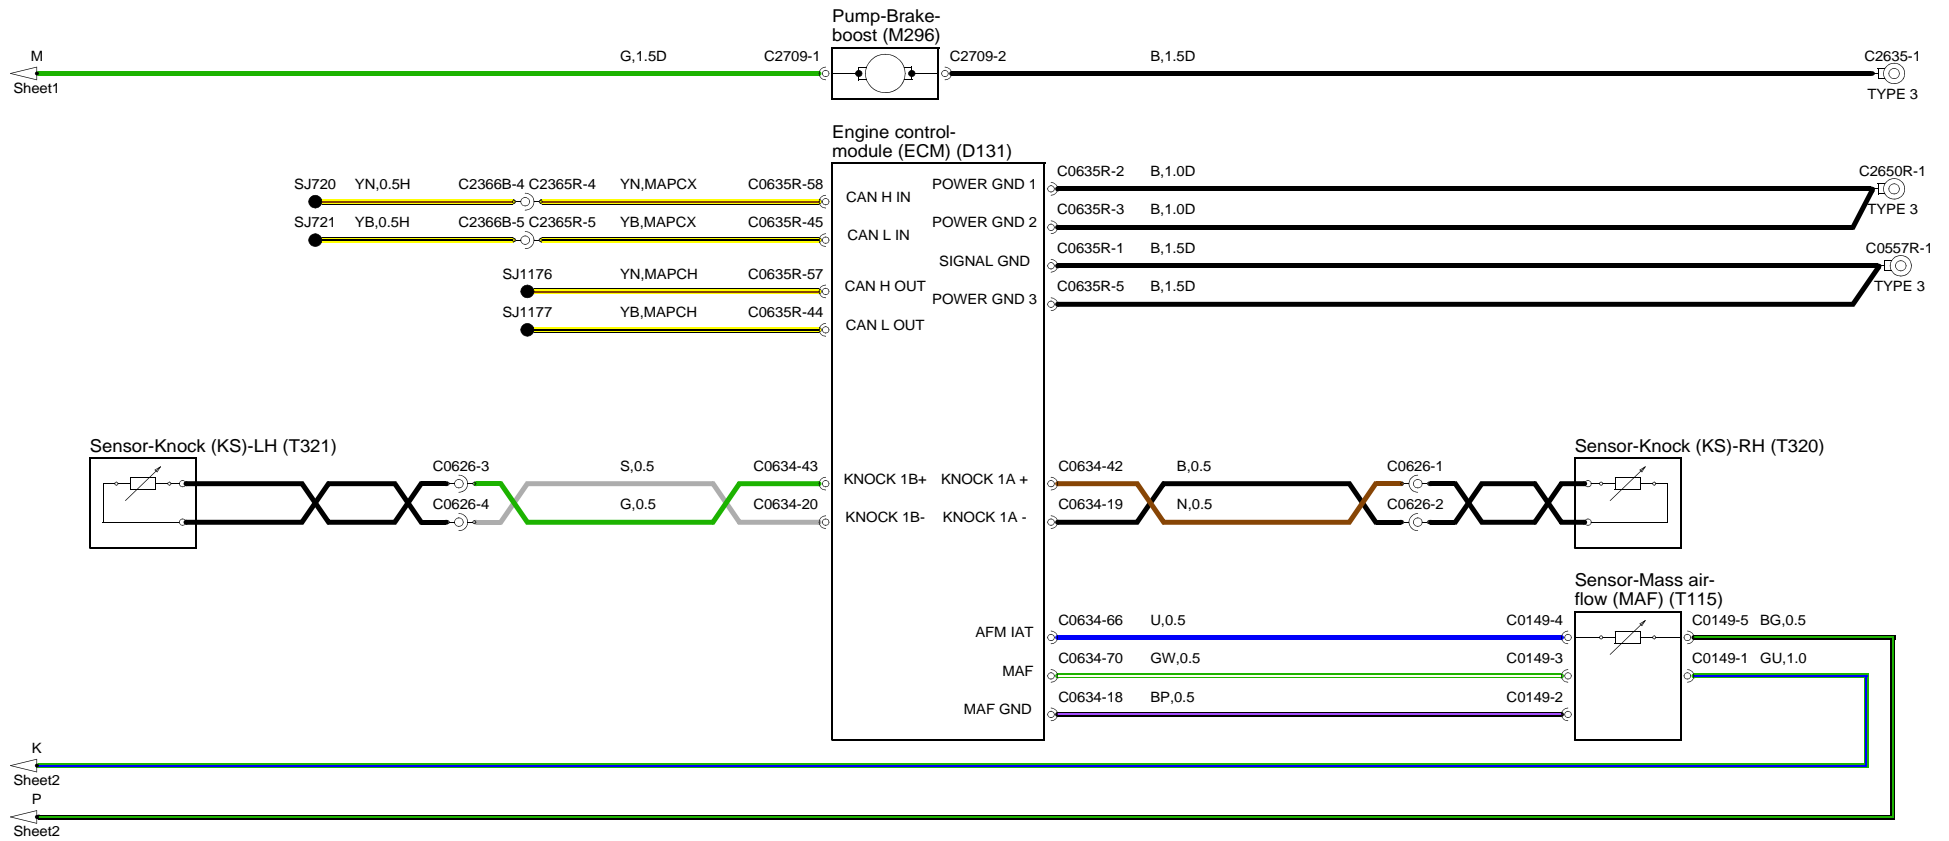 Pump-Brake-
boost (M296)
M
G,1.5D
C2709-1
C2709-2
B,1.5D
C2635-1
Sheet1
TYPE 3
Engine control-
module (ECM) (D131)
SJ720
YN,0.5H
C2366B-4
C2365R-4
YN,MAPCX
C0635R-58
CAN H IN
POWER GND 1
C0635R-2
B,1.0D
C2650R-1
TYPE 3
SJ721
YB,0.5H
C2366B-5
C2365R-5
YB,MAPCX
C0635R-45
CAN L IN
POWER GND 2
C0635R-3
B,1.0D
SIGNAL GND
C0635R-1
B,1.5D
C0557R-1
TYPE 3
SJ1176
YN,MAPCH
C0635R-57
CAN H OUT
POWER GND 3
C0635R-5
B,1.5D
SJ1177
YB,MAPCH
C0635R-44
CAN L OUT
Sensor-Knock (KS)-LH (T321)
Sensor-Knock (KS)-RH (T320)
C0626-3
S,0.5
C0634-43
KNOCK 1B+
KNOCK 1A +
C0634-42
B,0.5
C0626-1
C0626-4
G,0.5
C0634-20
KNOCK 1B-
KNOCK 1A -
C0634-19
N,0.5
C0626-2
Sensor-Mass air-
flow (MAF) (T115)
AFM IAT
C0634-66
U,0.5
C0149-4
C0149-5
BG,0.5
MAF
C0634-70
GW,0.5
C0149-3
C0149-1
GU,1.0
MAF GND
C0634-18
BP,0.5
C0149-2
K
Sheet2
P
Sheet2